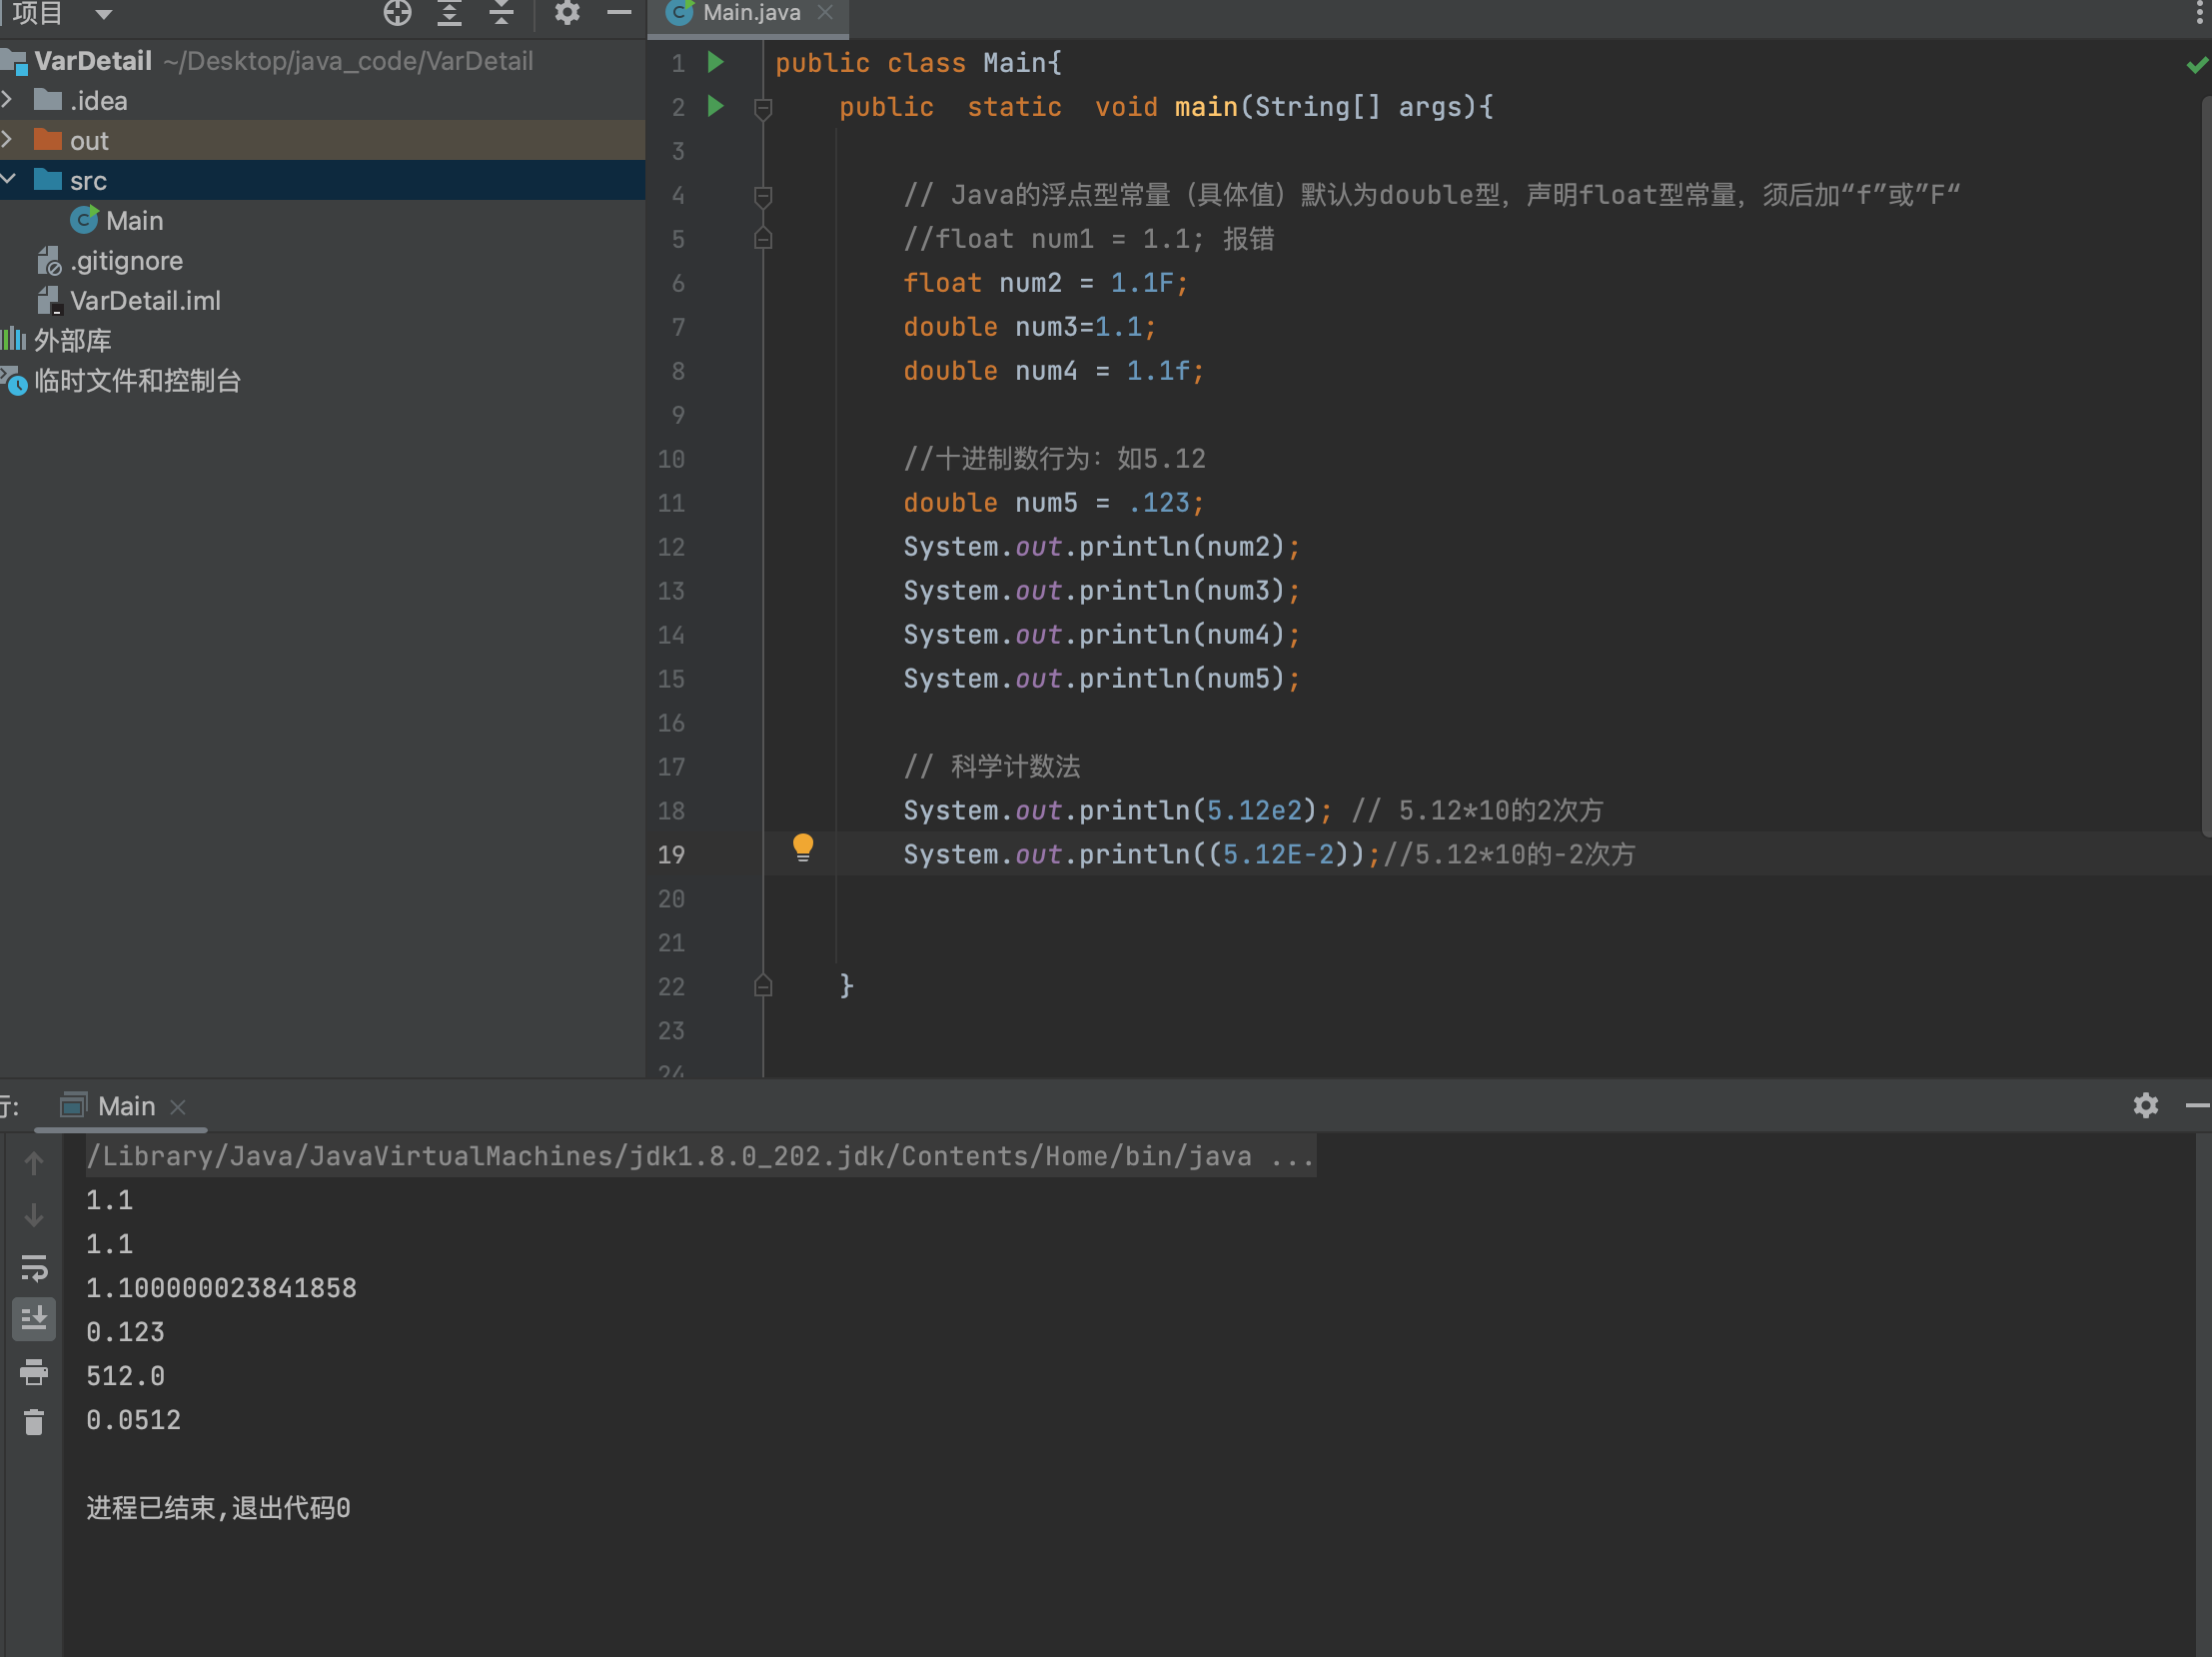 项目
VarDetail ~/Desktop/java_code/VarDetail
.idea
out
src
Main
.gitignore
VarDetail.iml
外部库
临时文件和控制台
Main.java
1 public class Main{
2 public  static  void main(String[] args){
3
4 // Java的浮点型常量（具体值）默认为double型，声明float型常量，须后加“f”或”F“
5 //float num1 = 1.1; 报错
6 float num2 = 1.1F;
7 double num3=1.1;
8 double num4 = 1.1f;
9
10 //十进制数行为：如5.12
11 double num5 = .123;
12 System.out.println(num2);
13 System.out.println(num3);
14 System.out.println(num4);
15 System.out.println(num5);
16
17 // 科学计数法
18 System.out.println(5.12e2); // 5.12*10的2次方
19 System.out.println((5.12E-2));//5.12*10的-2次方
20
21
22 }
23
24
行: Main
/Library/Java/JavaVirtualMachines/jdk1.8.0_202.jdk/Contents/Home/bin/java ...
1.1
1.1
1.100000023841858
0.123
512.0
0.0512
进程已结束,退出代码0